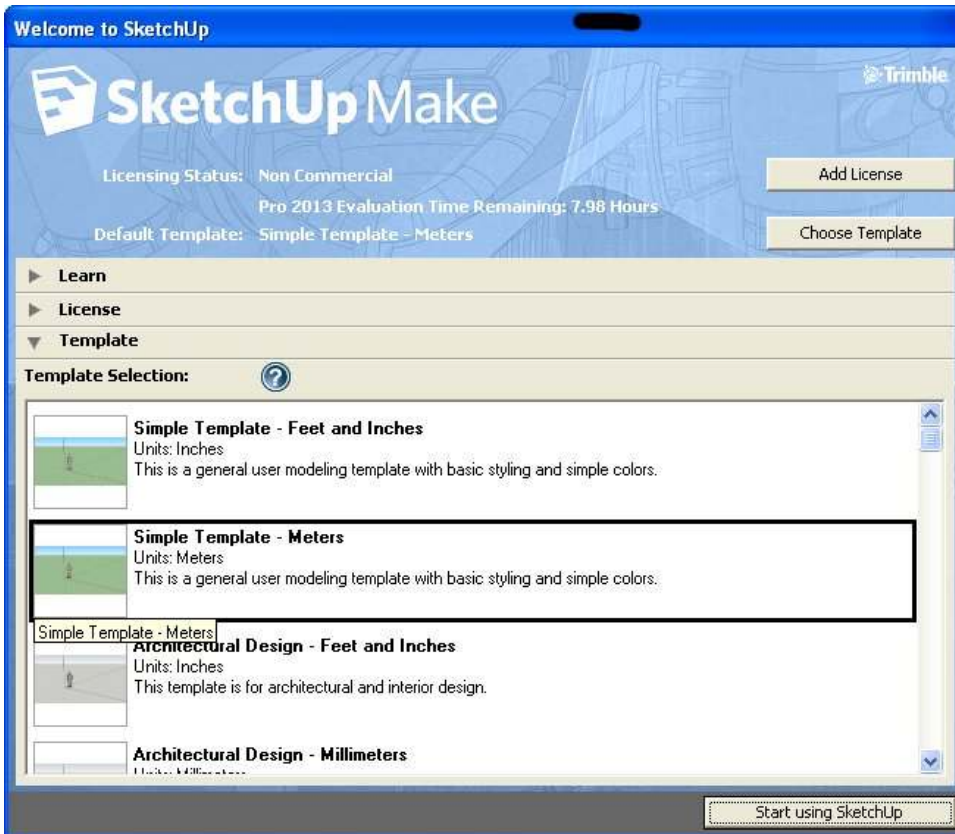 Welcome to SketchUp
Trimble
SketchUp Make
Licensing Status: Non Commercial
Add License
Pro 2013 Evaluation Time Remaining: 7.98 Hours
Default Template: Simple Template - Meters
Choose Template
Learn
License
Template
Template Selection:
?
Simple Template - Feet and Inches
Units: Inches
This is a general user modeling template with basic styling and simple colors.
Simple Template - Meters
Units: Meters
This is a general user modeling template with basic styling and simple colors.
Simple Template - Meters
Architectural Design - Feet and Inches
Units: Inches
This template is for architectural and interior design.
Architectural Design - Millimeters
Units: Millimeters
Start using SketchUp